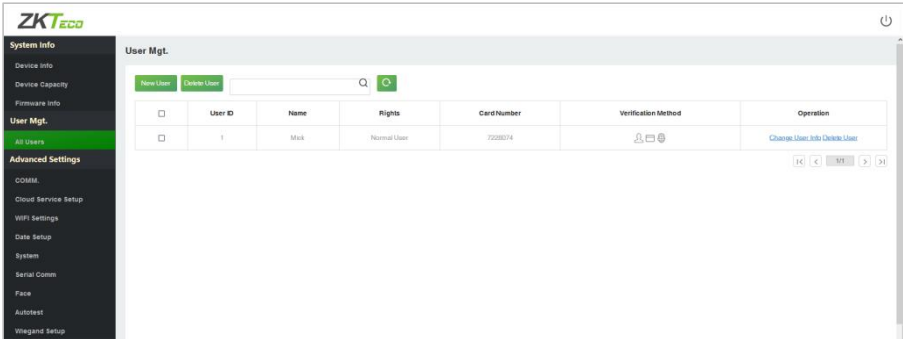 ZKTeco
System Info
Device Info
Device Capacity
Firmware Info
User Mgt.
All Users
Advanced Settings
COMM.
Cloud Service Setup
WIFI Settings
Date Setup
System
Serial Comm
Face
Autotest
Wiegand Setup
User Mgt.
New User Delete User
User ID Name Rights Card Number Verification Method Operation
1 Mick Normal User 7228074 Change User Info Delete User
1/1